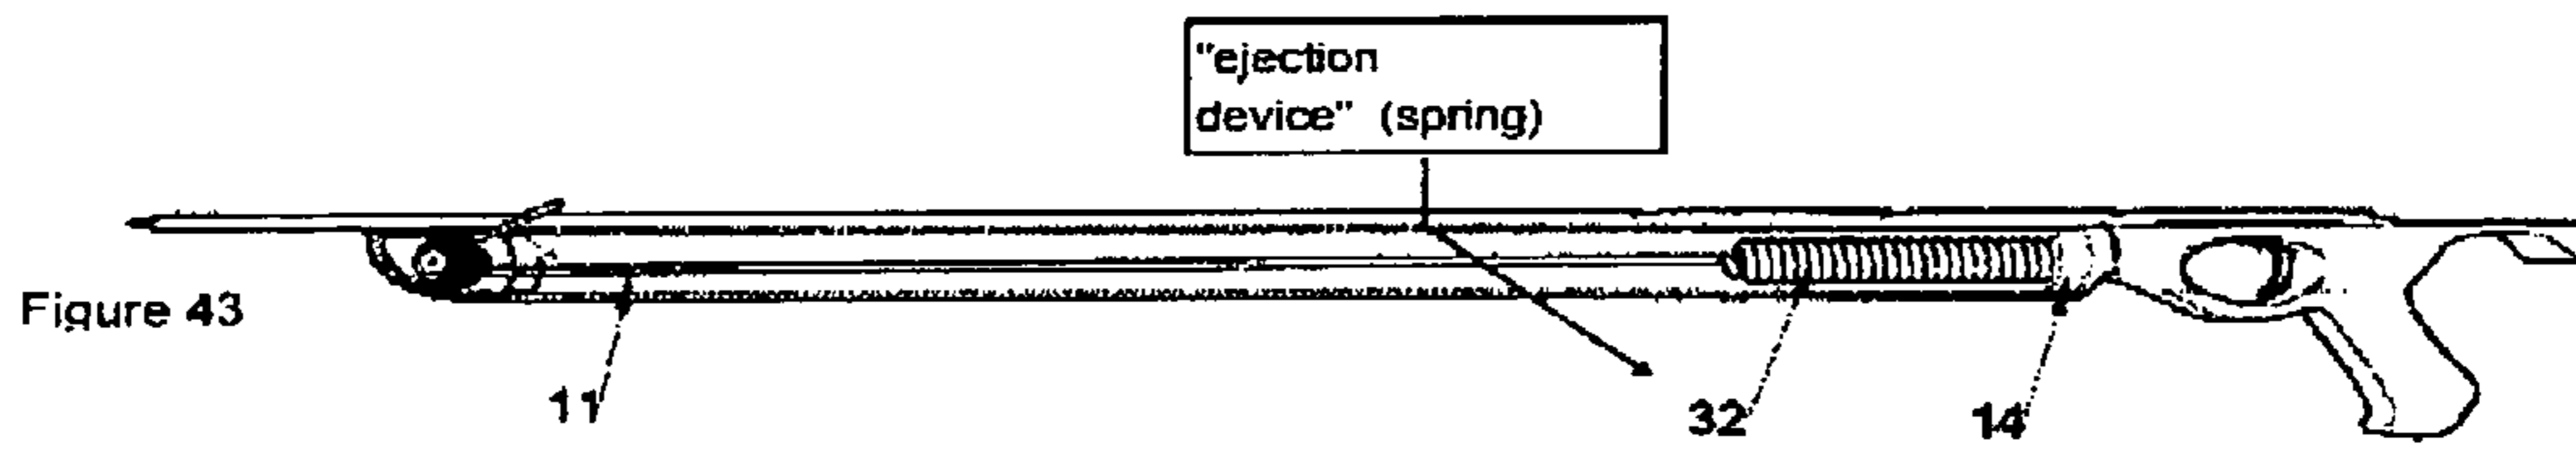 "ejection
device" (spring)
Figure 43
11
32
14